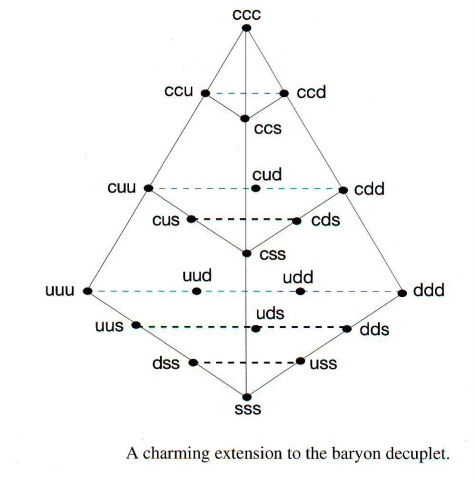 ccc
ccu ccd
ccs
cud
cuu cdd
cus cds
css
uud udd
uuu ddd
uds
uus dds
dss uss
sss
A charming extension to the baryon decuplet.